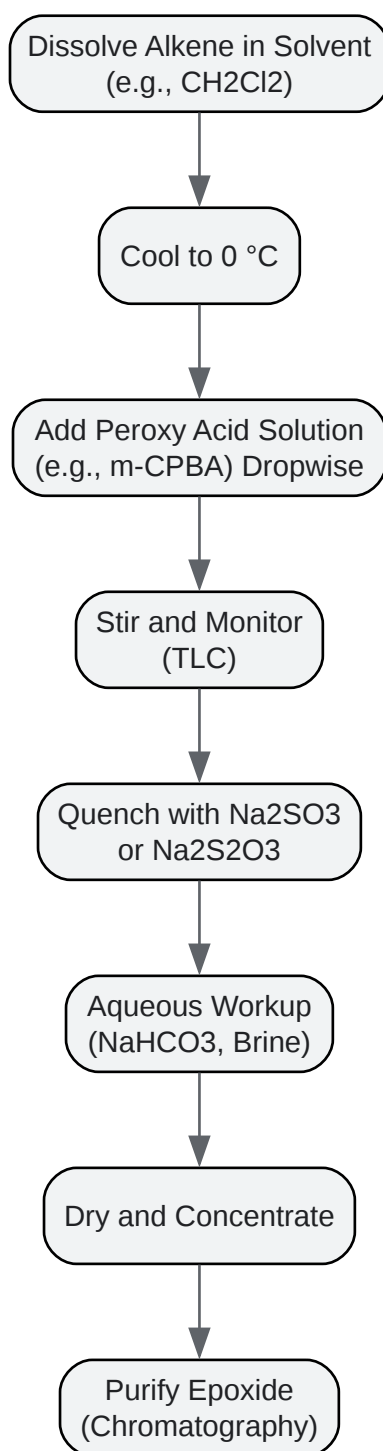 Dissolve Alkene in Solvent
(e.g., CH2Cl2)
Cool to 0 °C
Add Peroxy Acid Solution
(e.g., m-CPBA) Dropwise
Stir and Monitor
(TLC)
Quench with Na2SO3
or Na2S2O3
Aqueous Workup
(NaHCO3, Brine)
Dry and Concentrate
Purify Epoxide
(Chromatography)